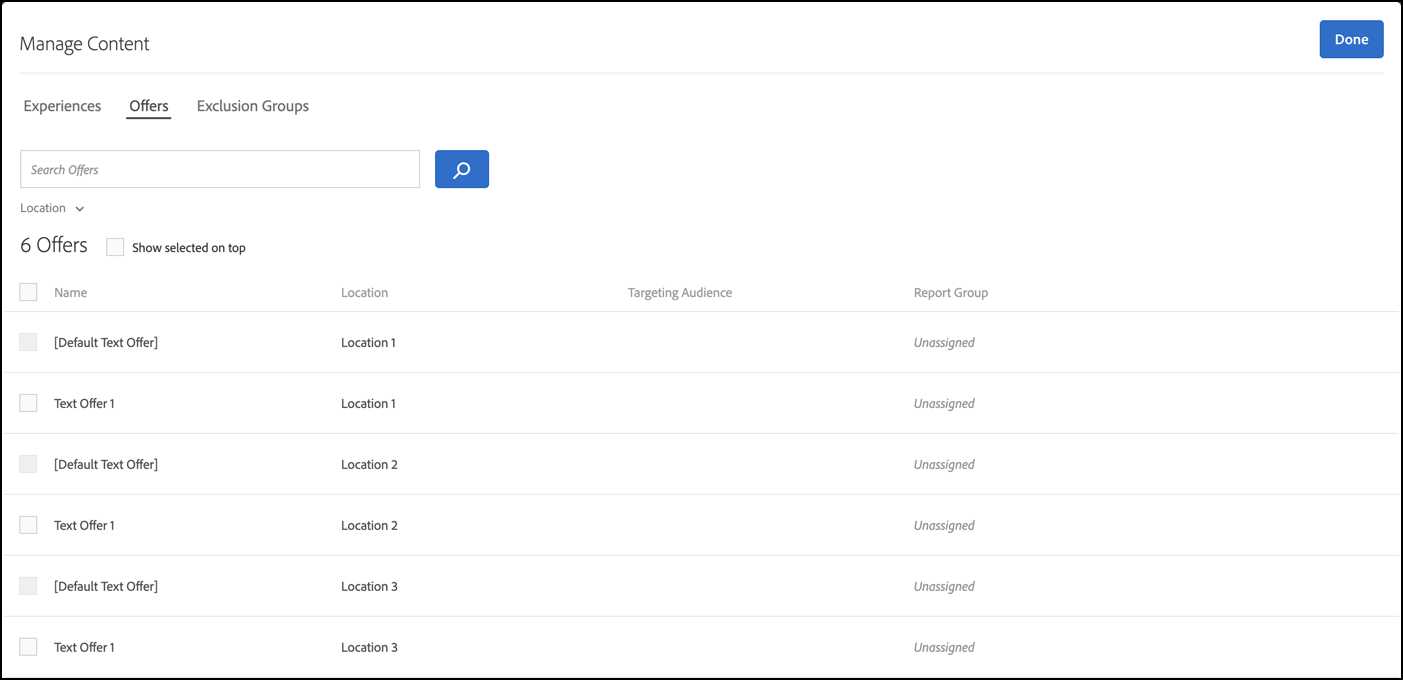 Manage Content
Done
Experiences Offers Exclusion Groups
Search Offers
Location
6 Offers Show selected on top
Name Location Targeting Audience Report Group
[Default Text Offer] Location 1 Unassigned
Text Offer 1 Location 1 Unassigned
[Default Text Offer] Location 2 Unassigned
Text Offer 1 Location 2 Unassigned
[Default Text Offer] Location 3 Unassigned
Text Offer 1 Location 3 Unassigned